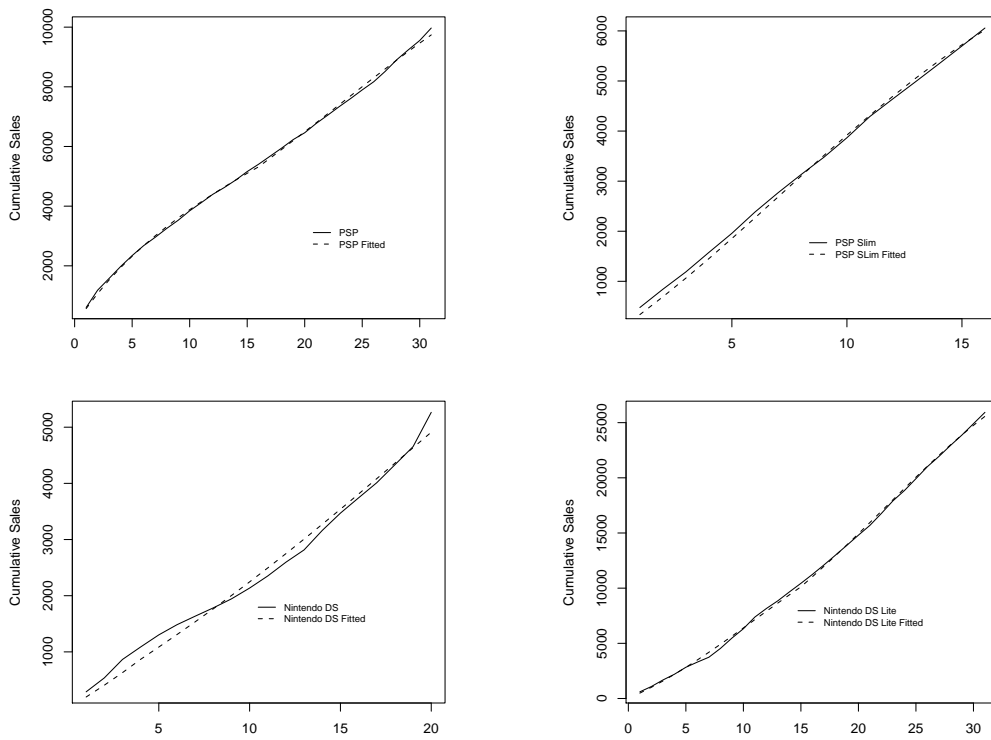 Cumulative Sales
2000 4000 6000 8000 10000
PSP
PSP Fitted
0 5 10 15 20 25 30
Cumulative Sales
1000 2000 3000 4000 5000 6000
PSP Slim
PSP SLim Fitted
5 10 15
Cumulative Sales
1000 2000 3000 4000 5000
Nintendo DS
Nintendo DS Fitted
5 10 15 20
Cumulative Sales
0 5000 10000 15000 20000 25000
Nintendo DS Lite
Nintendo DS Lite Fitted
0 5 10 15 20 25 30